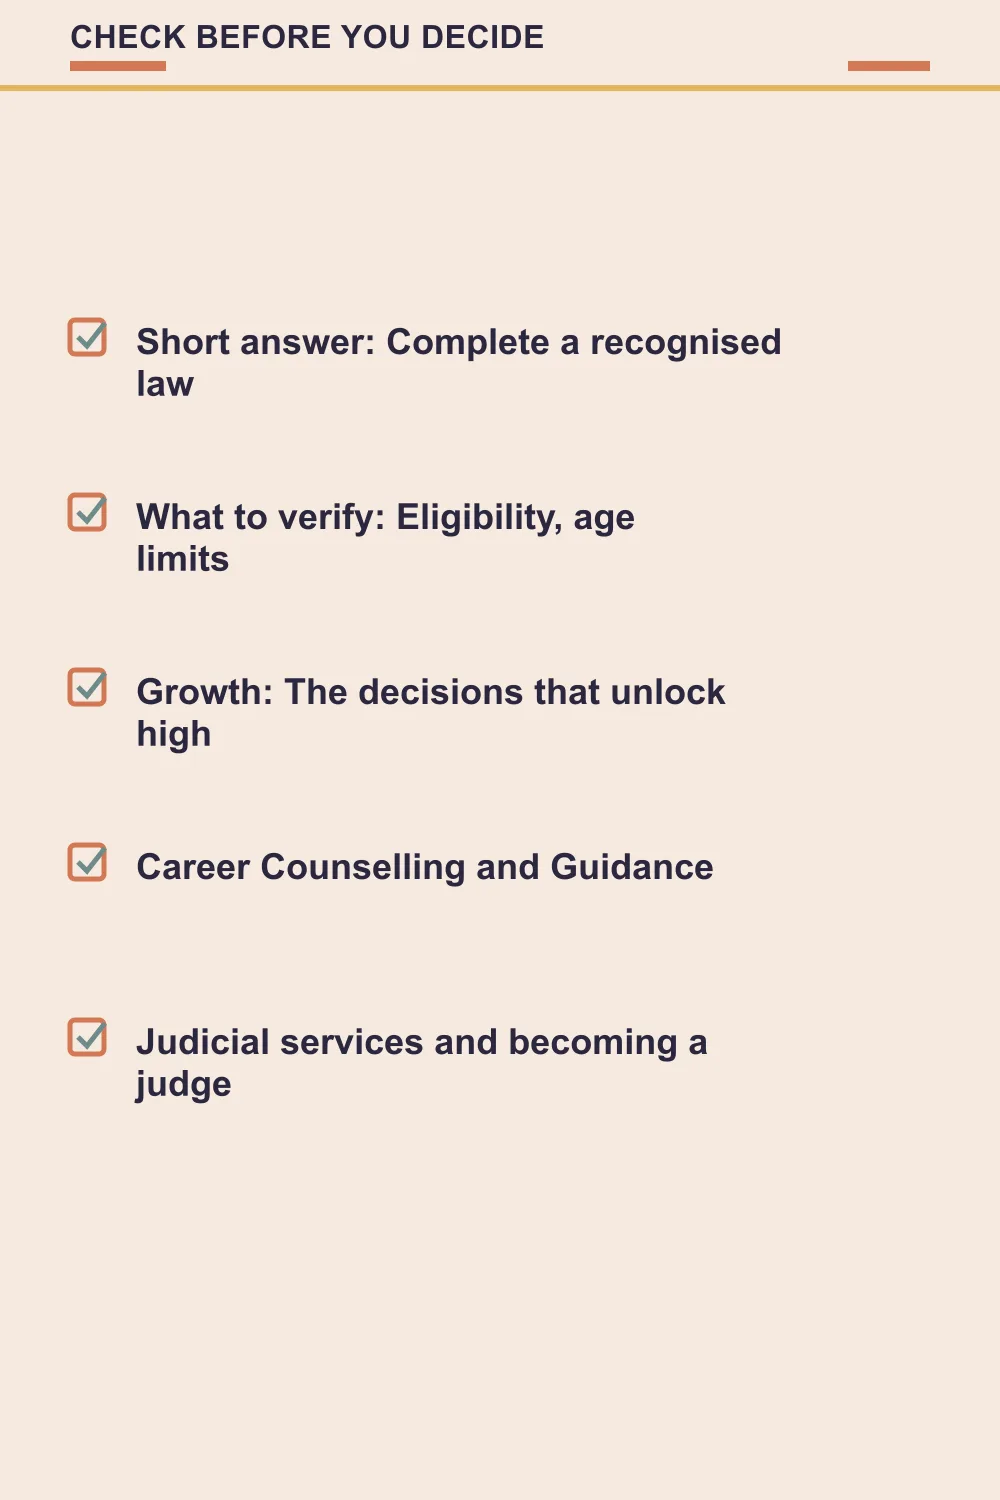 CHECK BEFORE YOU DECIDE
Short answer: Complete a recognised
law
What to verify: Eligibility, age
limits
Growth: The decisions that unlock
high
Career Counselling and Guidance
Judicial services and becoming a
judge